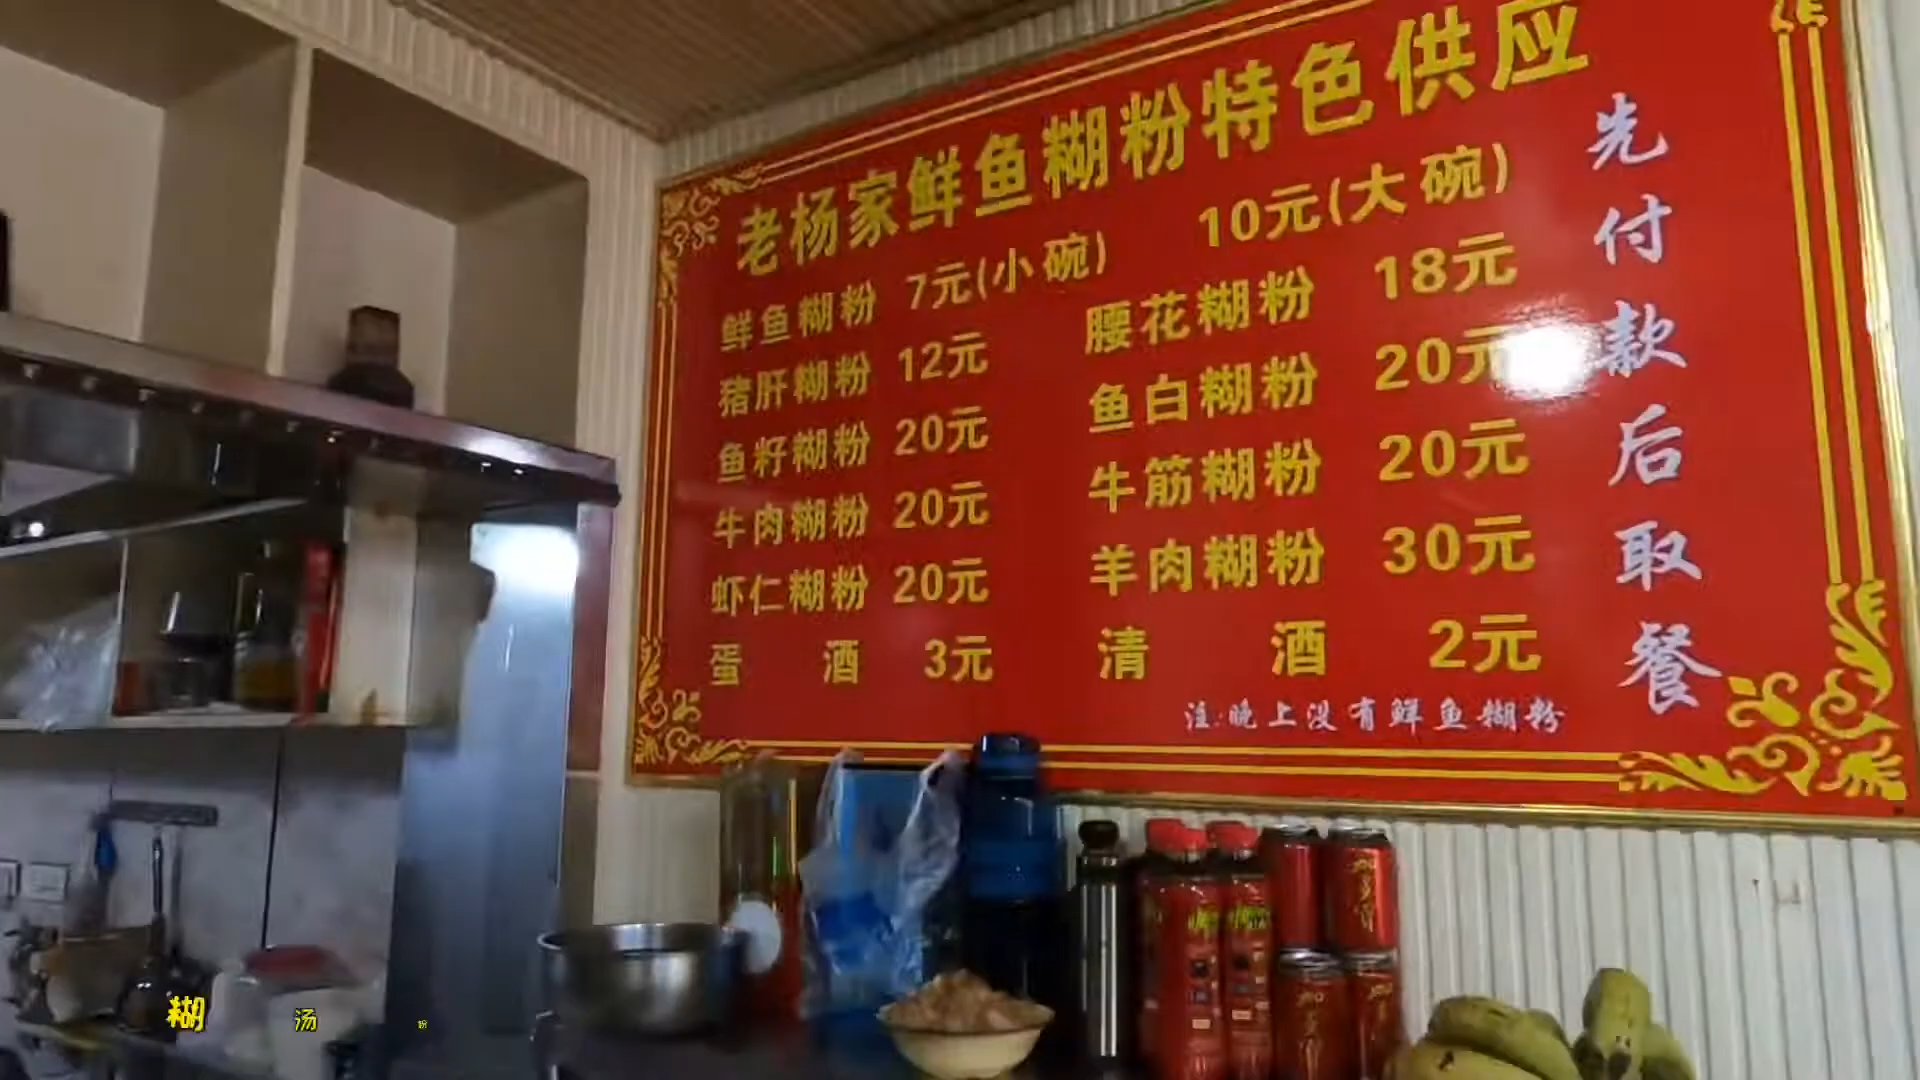 老杨家鲜鱼糊粉特色供应
鲜鱼糊粉 7元(小碗) 10元(大碗)
猪肝糊粉 12元 腰花糊粉 18元
鱼籽糊粉 20元 鱼白糊粉 20元
牛肉糊粉 20元 牛筋糊粉 20元
虾仁糊粉 20元 羊肉糊粉 30元
蛋酒 3元 清酒 2元
注:晚上没有鲜鱼糊粉
先付款后取餐
糊汤粉